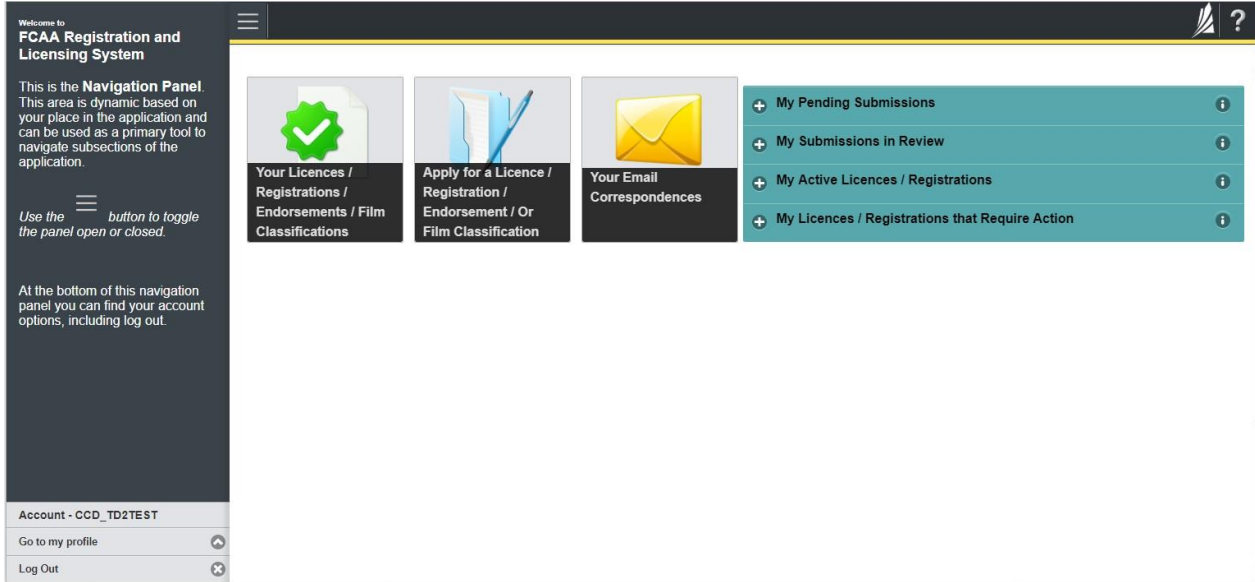 Welcome to
FCAA Registration and
Licensing System
This is the Navigation Panel.
This area is dynamic based on
your place in the application and
can be used as a primary tool to
navigate subsections of the
application.
Use the button to toggle
the panel open or closed.
At the bottom of this navigation
panel you can find your account
options, including log out.
Account - CCD_TD2TEST
Go to my profile
Log Out
?
Your Licences /
Registrations /
Endorsements / Film
Classifications
Apply for a Licence /
Registration /
Endorsement / Or
Film Classification
Your Email
Correspondences
My Pending Submissions
My Submissions in Review
My Active Licences / Registrations
My Licences / Registrations that Require Action